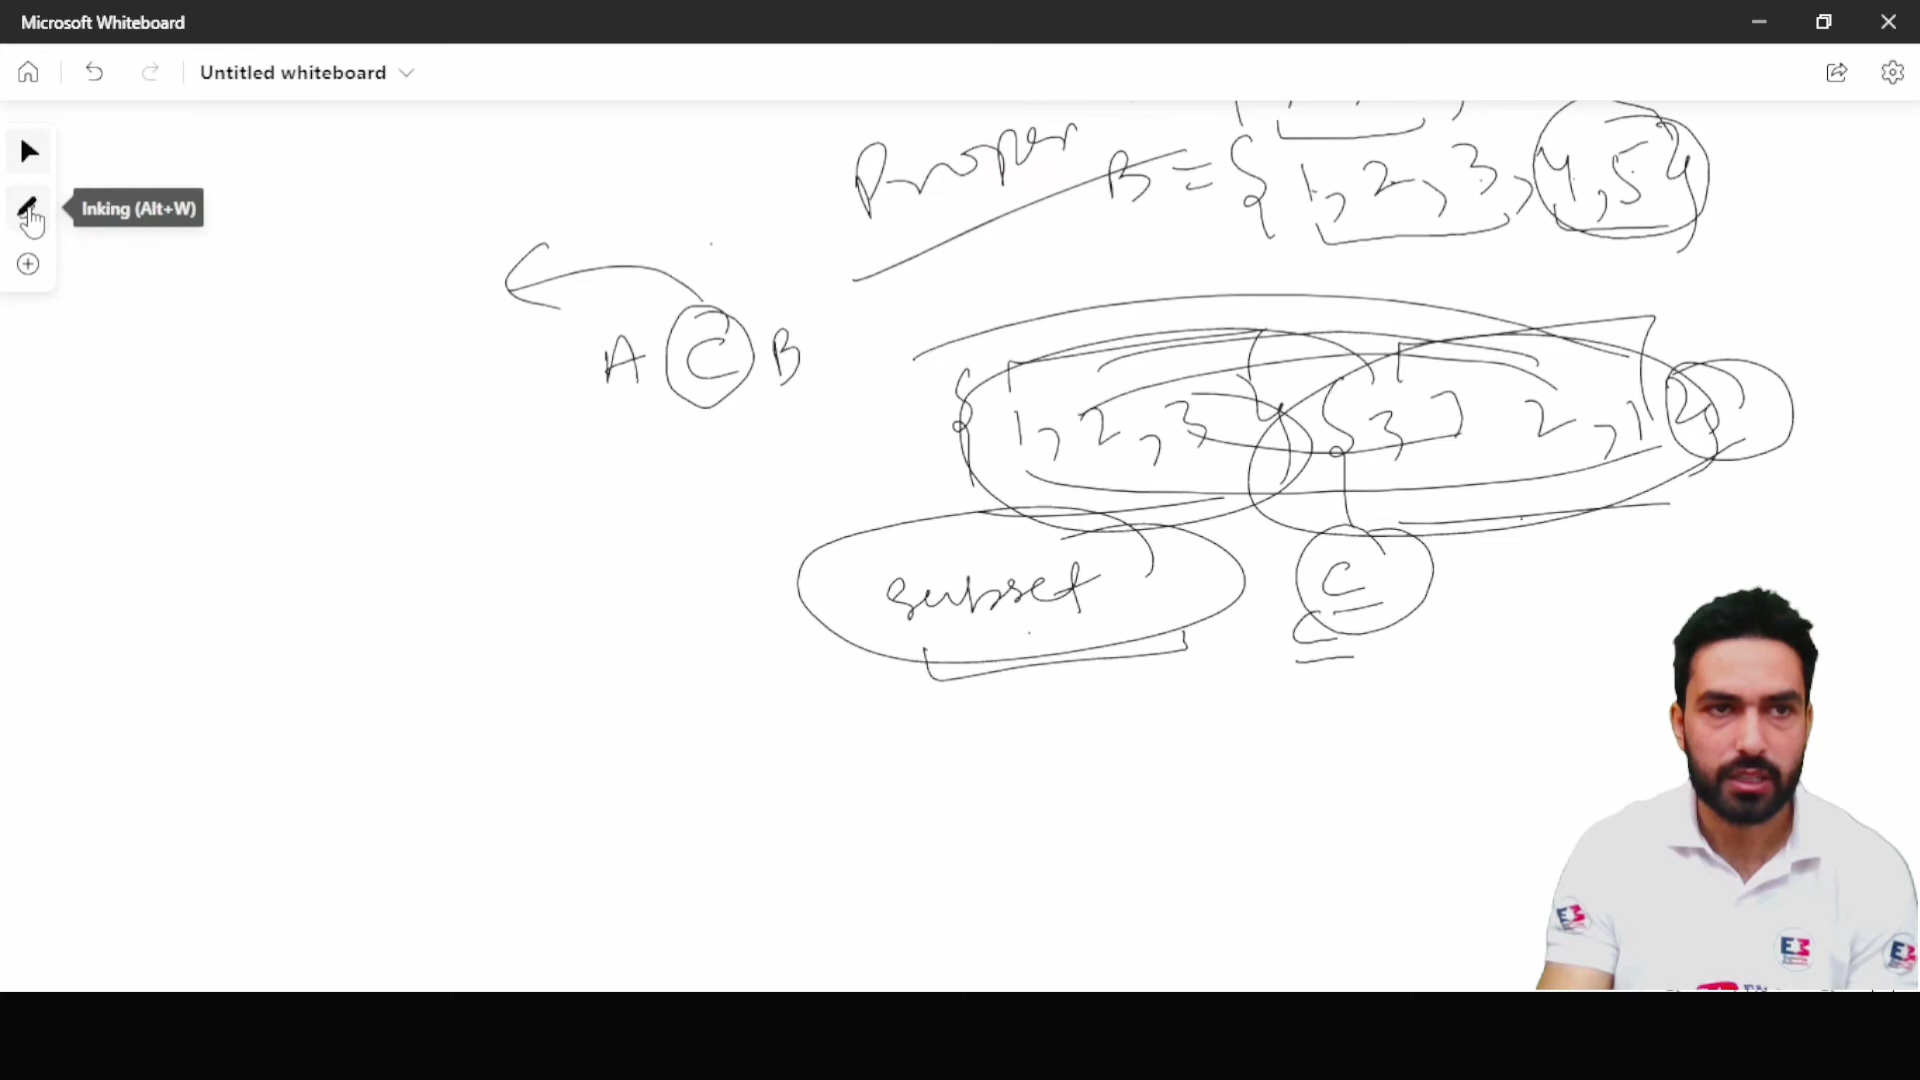 Microsoft Whiteboard
Untitled whiteboard
Inking (Alt+W)
Proper
B = { 1, 2, 3, 4, 5 }
A ⊂ B
{ 1, 2, 3 } { 3, 2, 1
subset ⊂
⊆